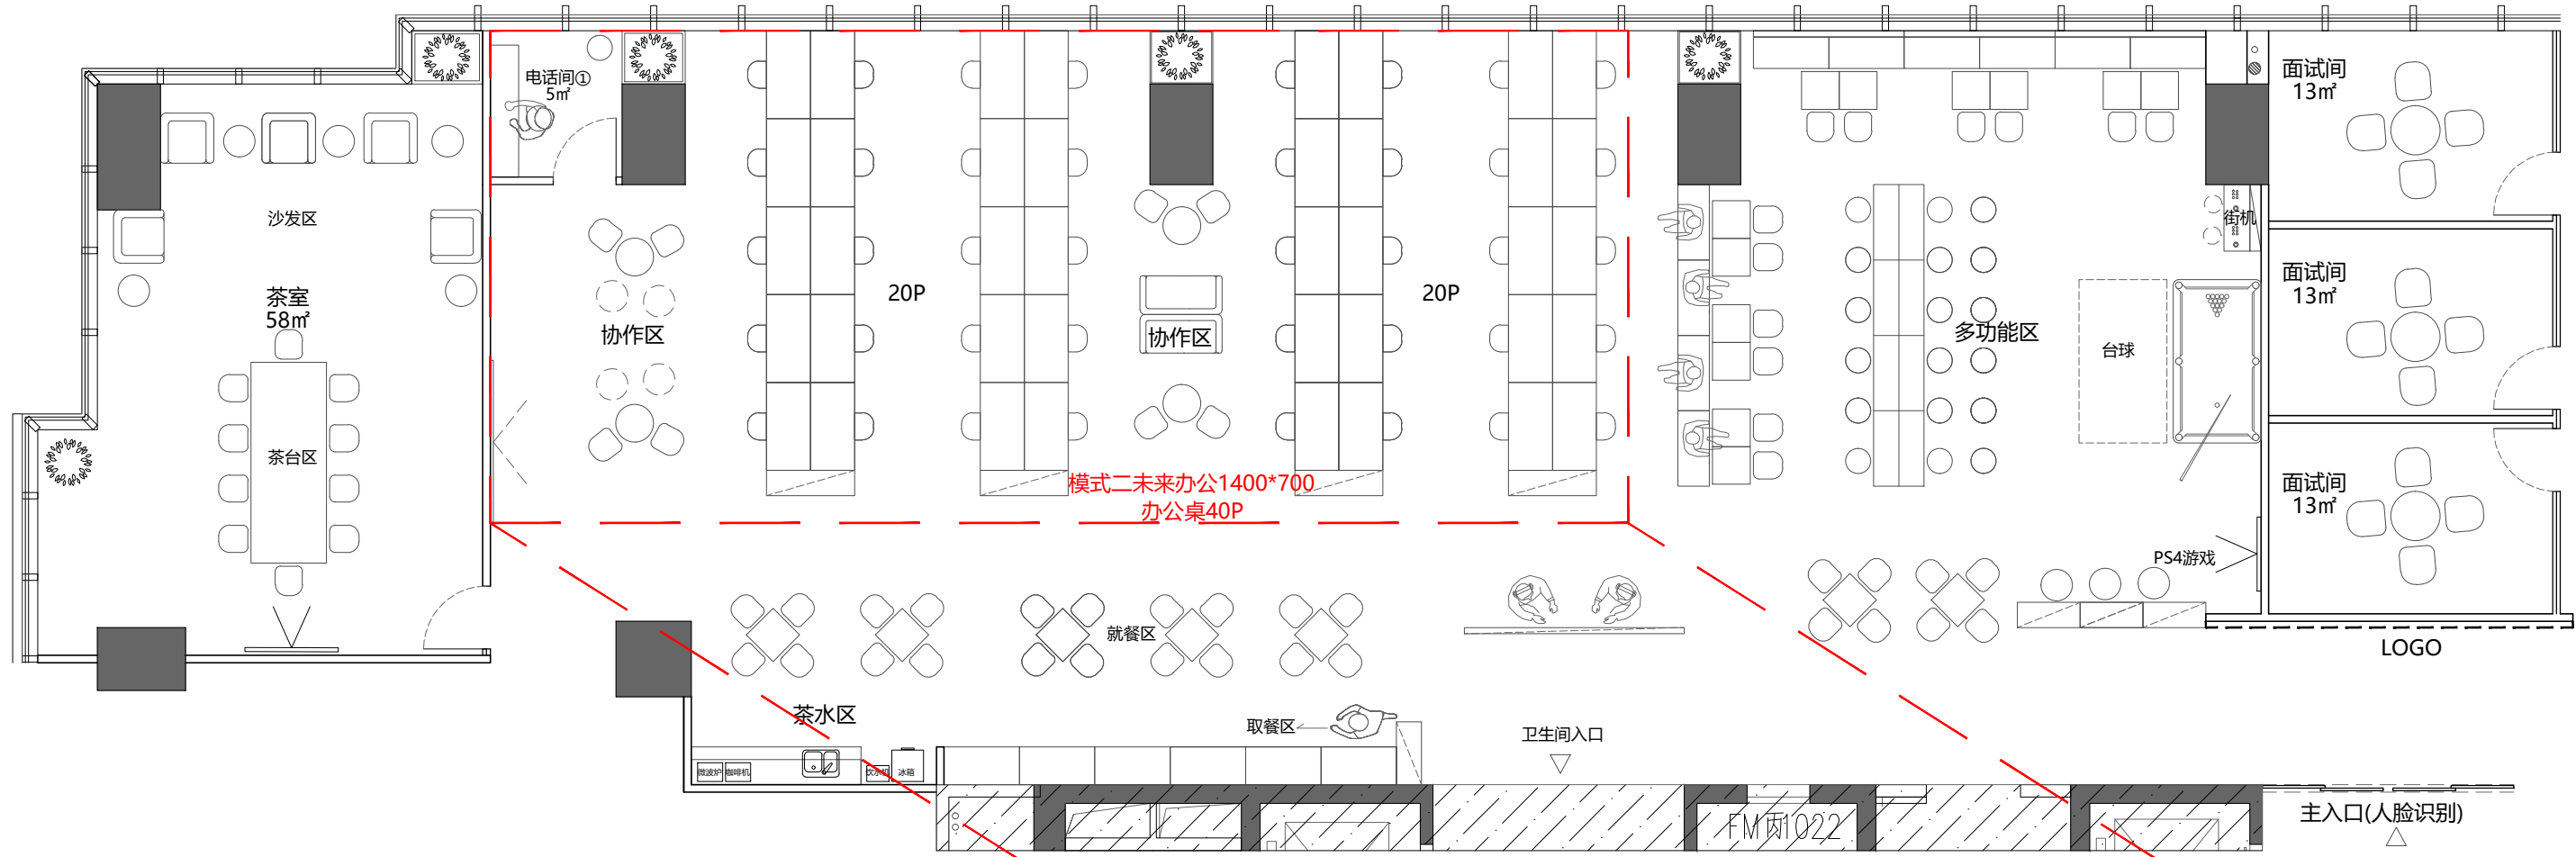 电话间①
5㎡
面试间
13㎡
沙发区
街机
茶室
58㎡
20P
20P
面试间
13㎡
协作区
协作区
多功能区
台球
茶台区
模式二未来办公1400*700
办公桌40P
面试间
13㎡
PS4游戏
就餐区
LOGO
茶水区
取餐区
卫生间入口
微波炉
咖啡机
饮水机
冰箱
主入口(人脸识别)
FM丙1022